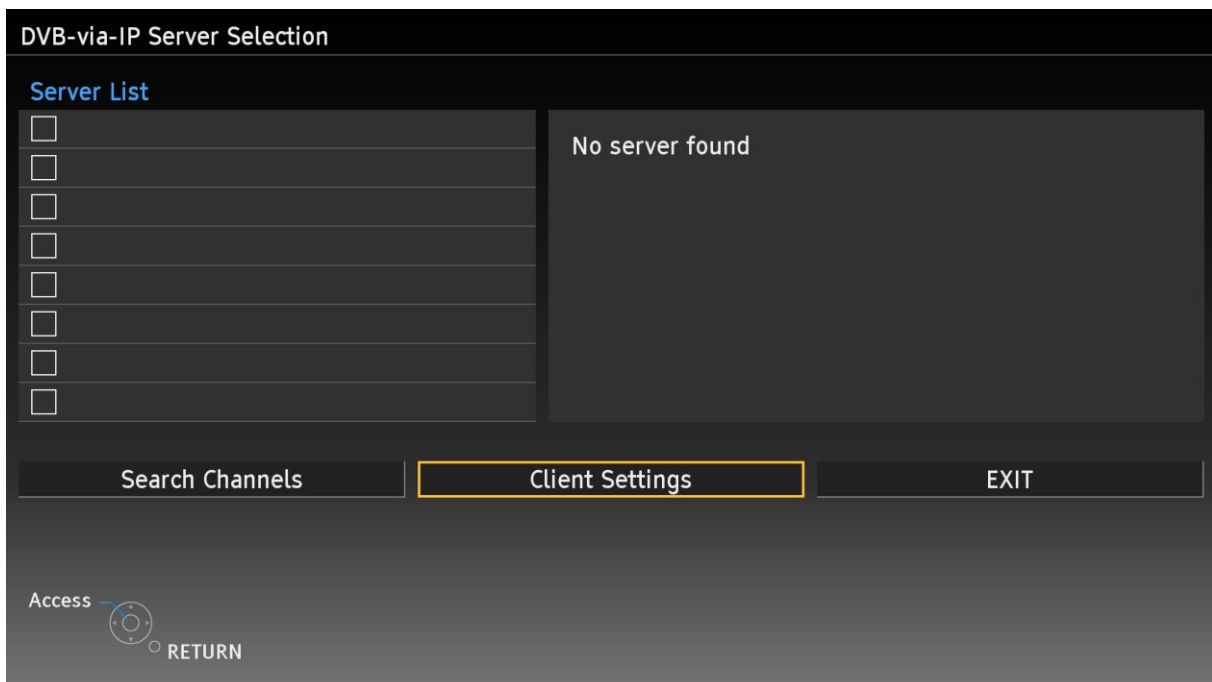 DVB-via-IP Server Selection
Server List
No server found
Search Channels
Client Settings
EXIT
Access
RETURN